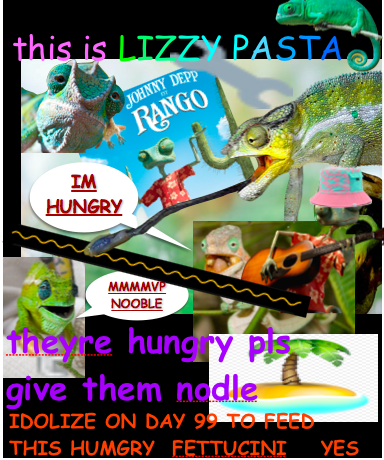 this is LIZZY PASTA
JOHNNY DEPP
is
RANGO
IM
HUNGRY
MMMMVP
NOOBLE
theyre hungry pls
give them nodle
IDOLIZE ON DAY 99 TO FEED
THIS HUMGRY FETTUCINI YES